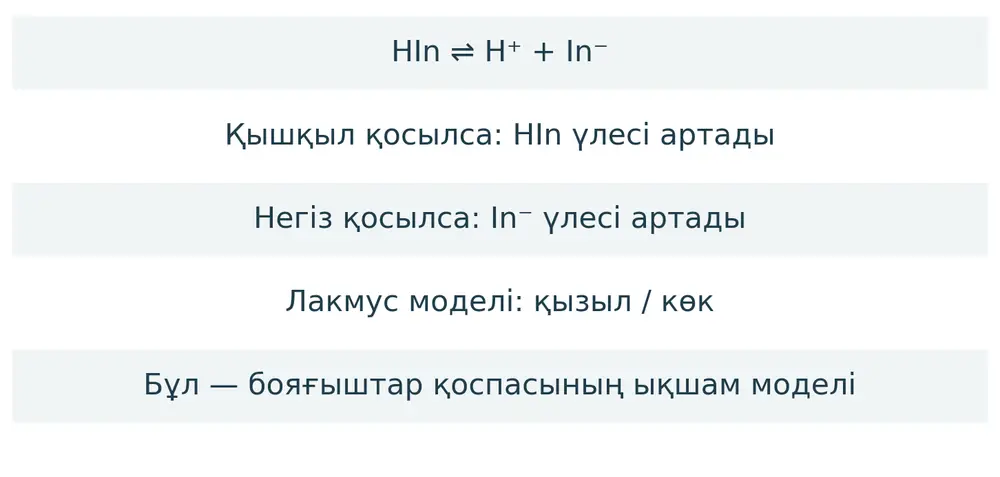 HIn ⇌ H⁺ + In⁻
Қышқыл қосылса: HIn үлесі артады
Негіз қосылса: In⁻ үлесі артады
Лакмус моделі: қызыл / көк
Бұл — бояғыштар қоспасының ықшам моделі